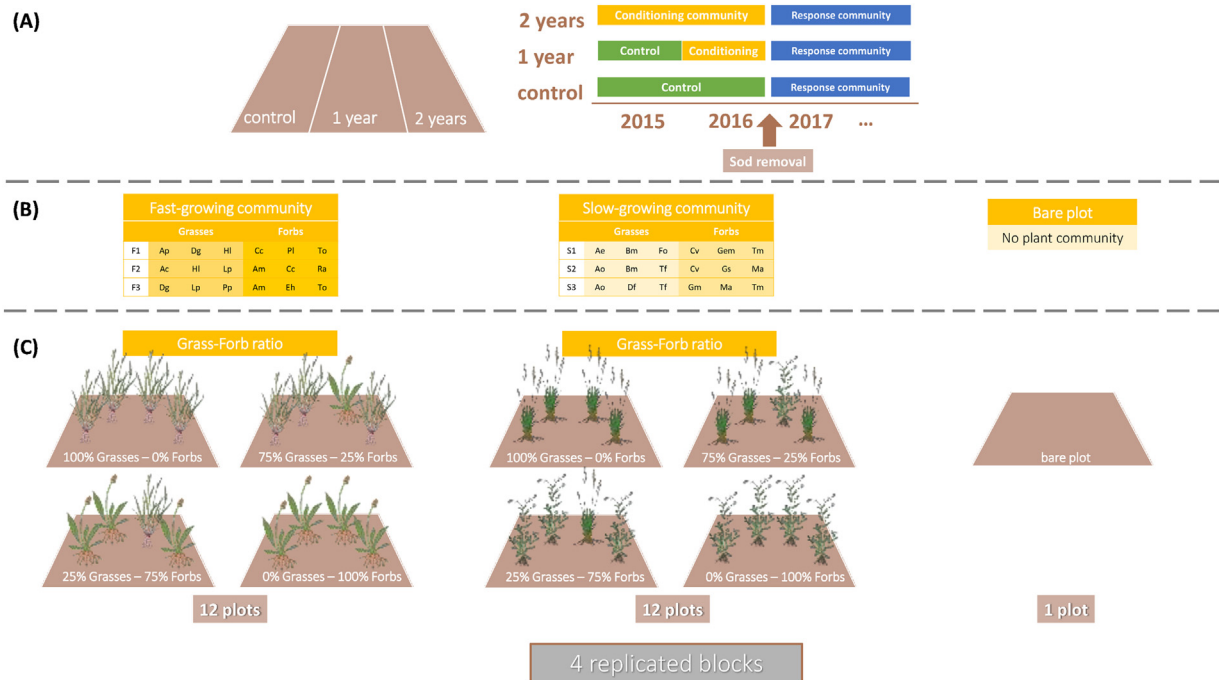 (A)
control
1 year
2 years
2 years
Conditioning community
Response community
1 year
Control
Conditioning
Response community
control
Control
Response community
2015
2016
2017
...
Sod removal
(B)
Fast-growing community
Grasses Forbs
F1 Ap Dg Hl Cc Pl To
F2 Ac Hl Lp Am Cc Ra
F3 Dg Lp Pp Am Eh To
Slow-growing community
Grasses Forbs
S1 Ae Bm Fo Cv Gem Tm
S2 Ao Bm Tf Cv Gs Ma
S3 Ao Df Tf Gm Ma Tm
Bare plot
No plant community
(C)
Grass-Forb ratio
100% Grasses – 0% Forbs
75% Grasses – 25% Forbs
25% Grasses – 75% Forbs
0% Grasses – 100% Forbs
12 plots
Grass-Forb ratio
100% Grasses – 0% Forbs
75% Grasses – 25% Forbs
25% Grasses – 75% Forbs
0% Grasses – 100% Forbs
12 plots
bare plot
1 plot
4 replicated blocks